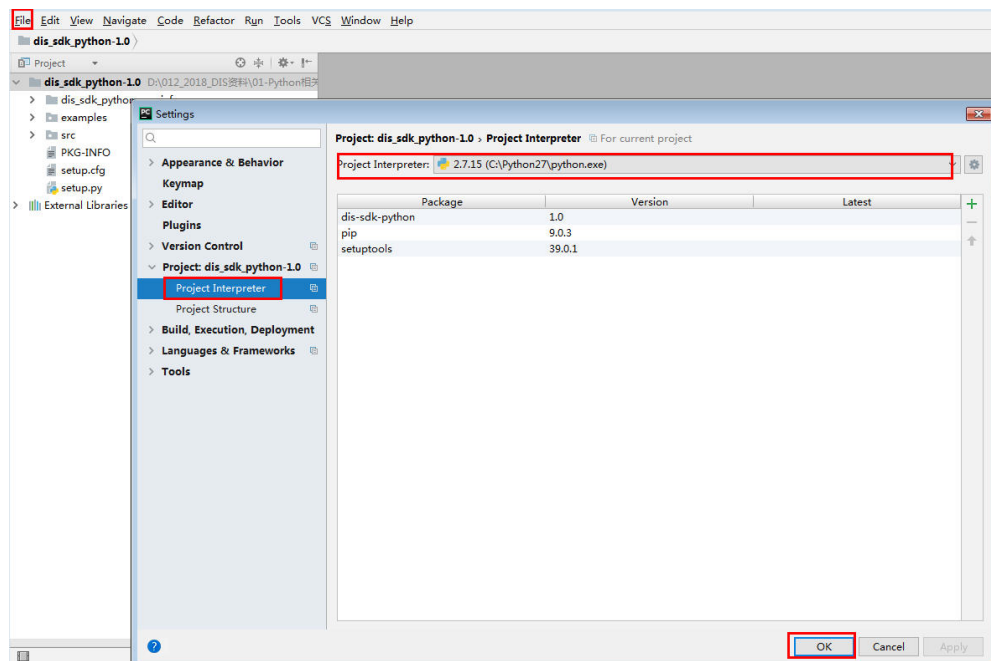 File Edit View Navigate Code Refactor Run Tools VCS Window Help
dis_sdk_python-1.0
Project
dis_sdk_python-1.0 D:\012_2018_DIS资料\01-Python相关
dis_sdk_python
examples
src
PKG-INFO
setup.cfg
setup.py
External Libraries
Settings
Appearance & Behavior
Keymap
Editor
Plugins
Version Control
Project: dis_sdk_python-1.0
Project Interpreter
Project Structure
Build, Execution, Deployment
Languages & Frameworks
Tools
Project: dis_sdk_python-1.0 › Project Interpreter For current project
Project Interpreter: 2.7.15 (C:\Python27\python.exe)
Package Version Latest
dis-sdk-python 1.0
pip 9.0.3
setuptools 39.0.1
? OK Cancel Apply